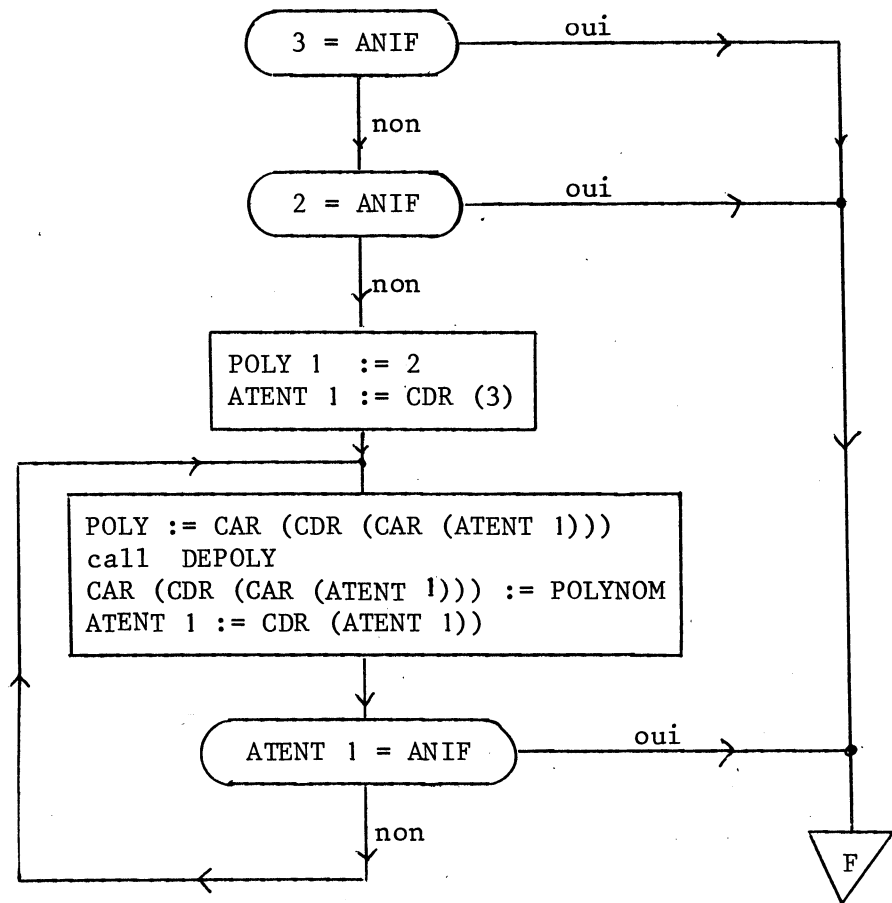 3 = ANIF
oui
non
2 = ANIF
oui
non
POLY 1 := 2
ATENT 1 := CDR (3)
POLY := CAR (CDR (CAR (ATENT 1)))
call DEPOLY
CAR (CDR (CAR (ATENT 1))) := POLYNOM
ATENT 1 := CDR (ATENT 1))
ATENT 1 = ANIF
oui
non
F